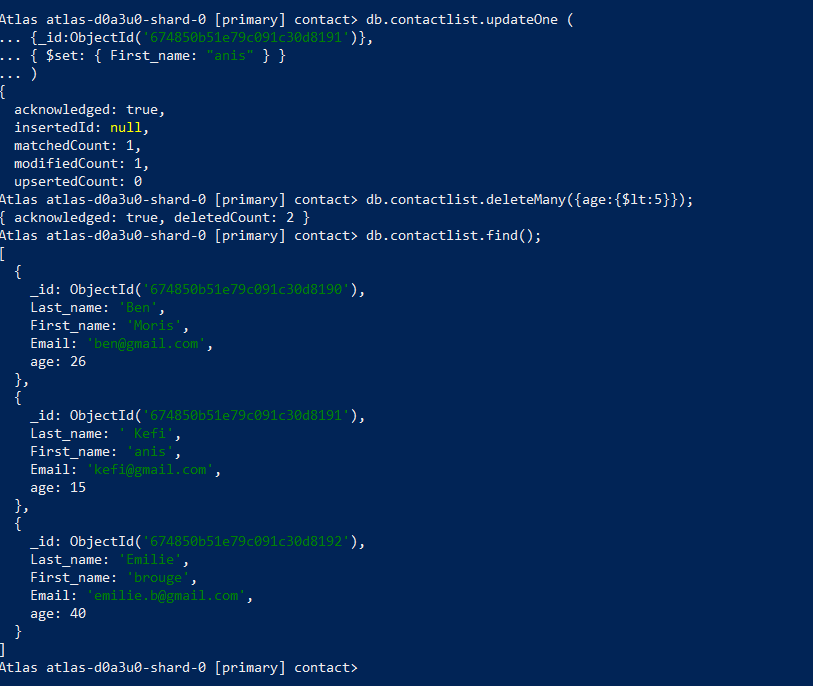 Atlas atlas-d0a3u0-shard-0 [primary] contact> db.contactlist.updateOne (
... {_id:ObjectId('674850b51e79c091c30d8191')},
... { $set: { First_name: "anis" } }
... )
{
  acknowledged: true,
  insertedId: null,
  matchedCount: 1,
  modifiedCount: 1,
  upsertedCount: 0
Atlas atlas-d0a3u0-shard-0 [primary] contact> db.contactlist.deleteMany({age:{$lt:5}});
{ acknowledged: true, deletedCount: 2 }
Atlas atlas-d0a3u0-shard-0 [primary] contact> db.contactlist.find();
[
  {
    _id: ObjectId('674850b51e79c091c30d8190'),
    Last_name: 'Ben',
    First_name: 'Moris',
    Email: 'ben@gmail.com',
    age: 26
  },
  {
    _id: ObjectId('674850b51e79c091c30d8191'),
    Last_name: ' Kefi',
    First_name: 'anis',
    Email: 'kefi@gmail.com',
    age: 15
  },
  {
    _id: ObjectId('674850b51e79c091c30d8192'),
    Last_name: 'Emilie',
    First_name: 'brouge',
    Email: 'emilie.b@gmail.com',
    age: 40
  }
]
Atlas atlas-d0a3u0-shard-0 [primary] contact>